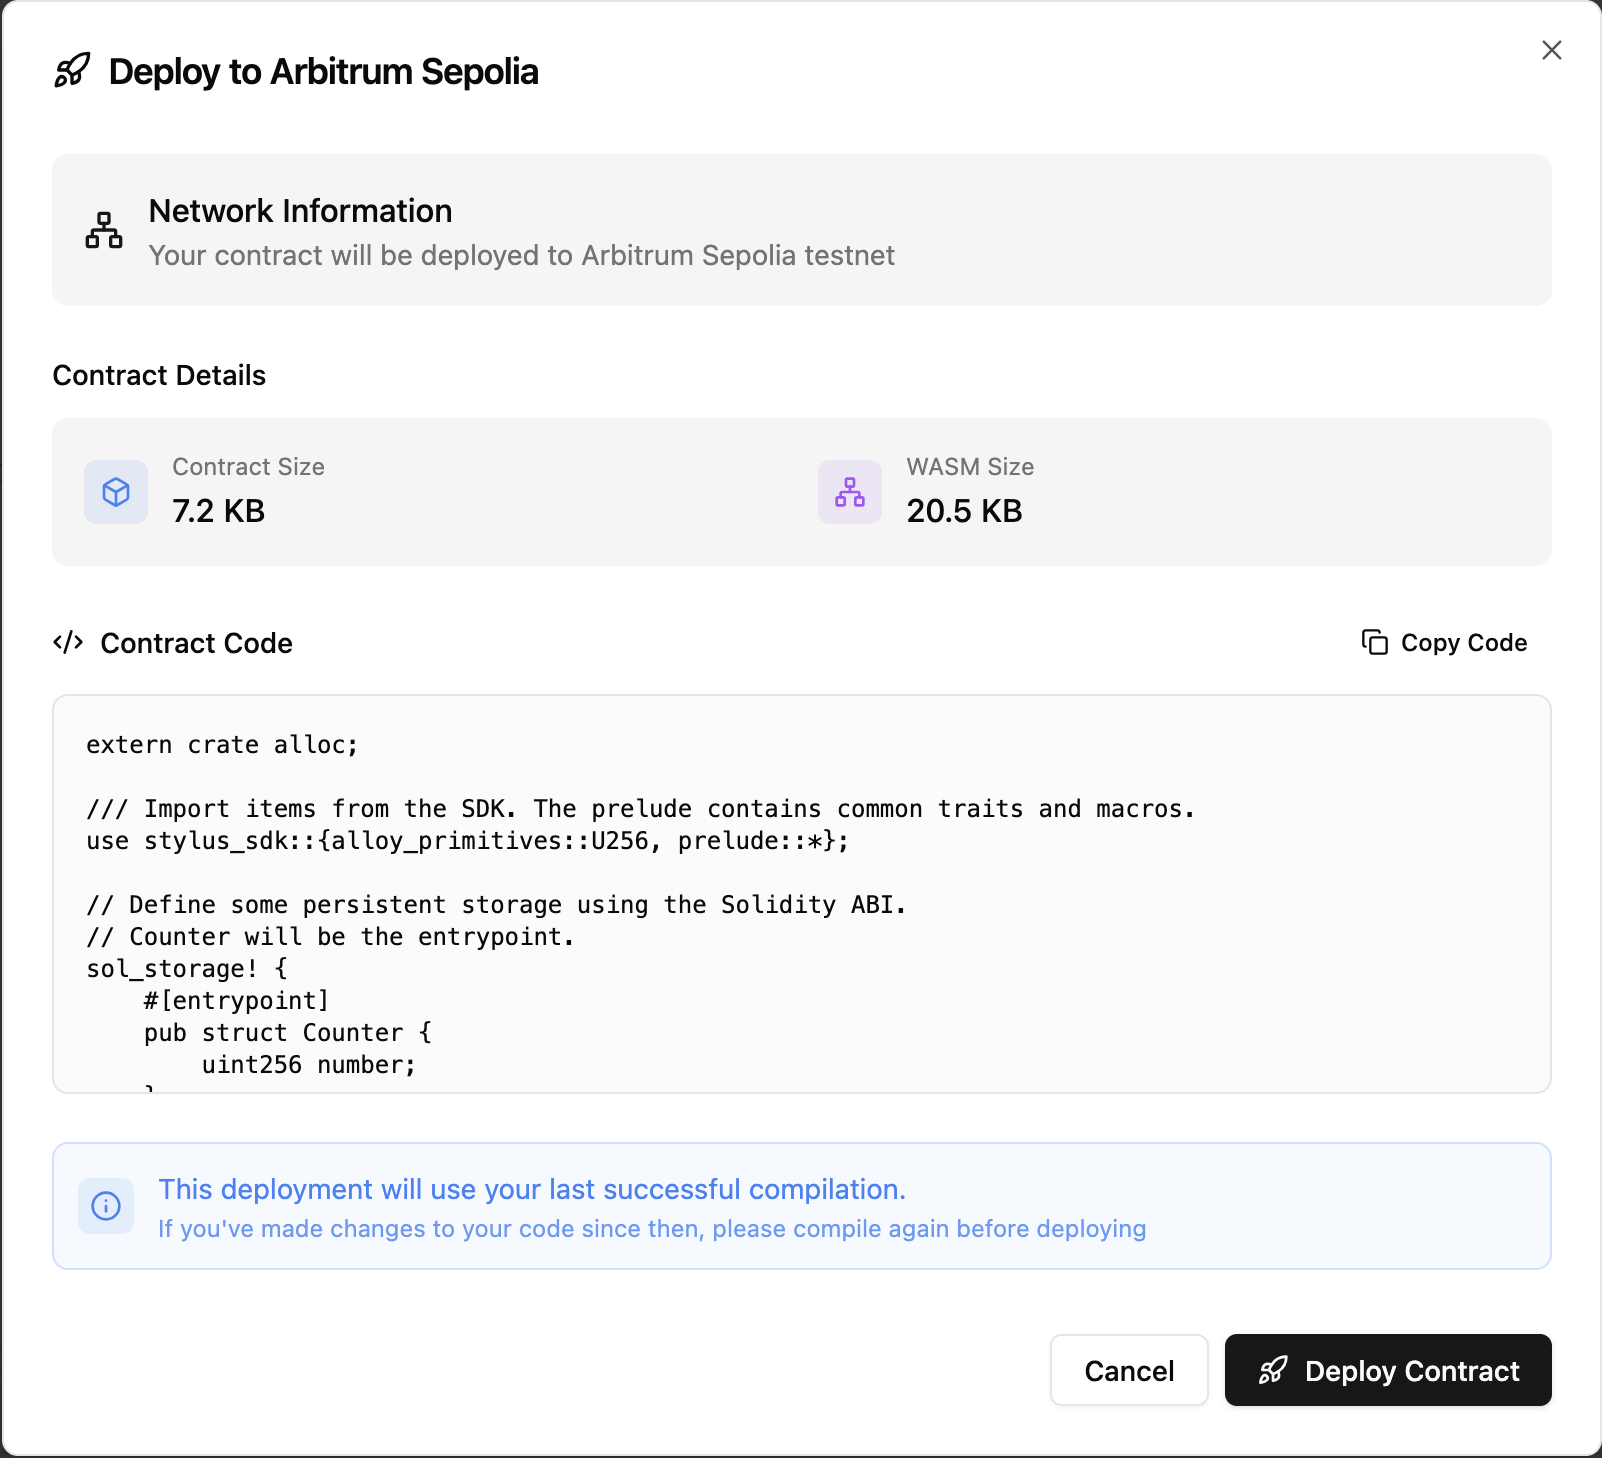 Deploy to Arbitrum Sepolia
Network Information
Your contract will be deployed to Arbitrum Sepolia testnet
Contract Details
Contract Size
7.2 KB
WASM Size
20.5 KB
Contract Code
Copy Code
extern crate alloc;
/// Import items from the SDK. The prelude contains common traits and macros.
use stylus_sdk::{alloy_primitives::U256, prelude::*};
// Define some persistent storage using the Solidity ABI.
// Counter will be the entrypoint.
sol_storage! {
    #[entrypoint]
    pub struct Counter {
        uint256 number;
    }
This deployment will use your last successful compilation.
If you've made changes to your code since then, please compile again before deploying
Cancel
Deploy Contract